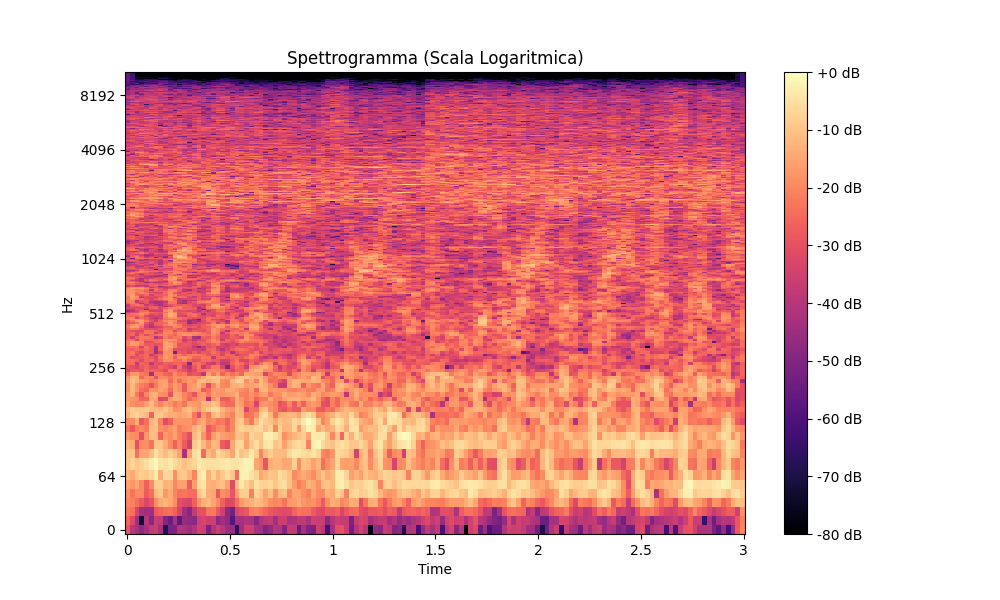 Spettrogramma (Scala Logaritmica)
Hz
8192
4096
2048
1024
512
256
128
64
0
0 0.5 1 1.5 2 2.5 3
Time
+0 dB
-10 dB
-20 dB
-30 dB
-40 dB
-50 dB
-60 dB
-70 dB
-80 dB